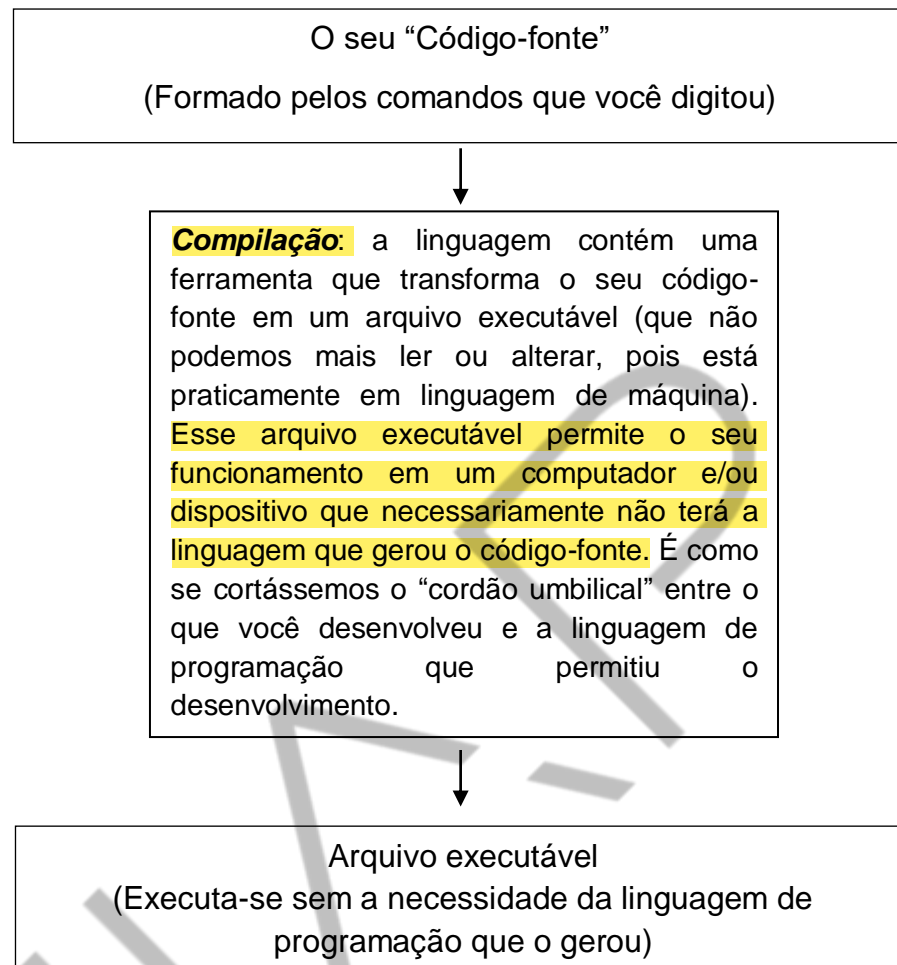 O seu “Código-fonte”
(Formado pelos comandos que você digitou)
Compilação: a linguagem contém uma
ferramenta que transforma o seu código-
fonte em um arquivo executável (que não
podemos mais ler ou alterar, pois está
praticamente em linguagem de máquina).
Esse arquivo executável permite o seu
funcionamento em um computador e/ou
dispositivo que necessariamente não terá a
linguagem que gerou o código-fonte. É como
se cortássemos o “cordão umbilical” entre o
que você desenvolveu e a linguagem de
programação que permitiu o
desenvolvimento.
Arquivo executável
(Executa-se sem a necessidade da linguagem de
programação que o gerou)